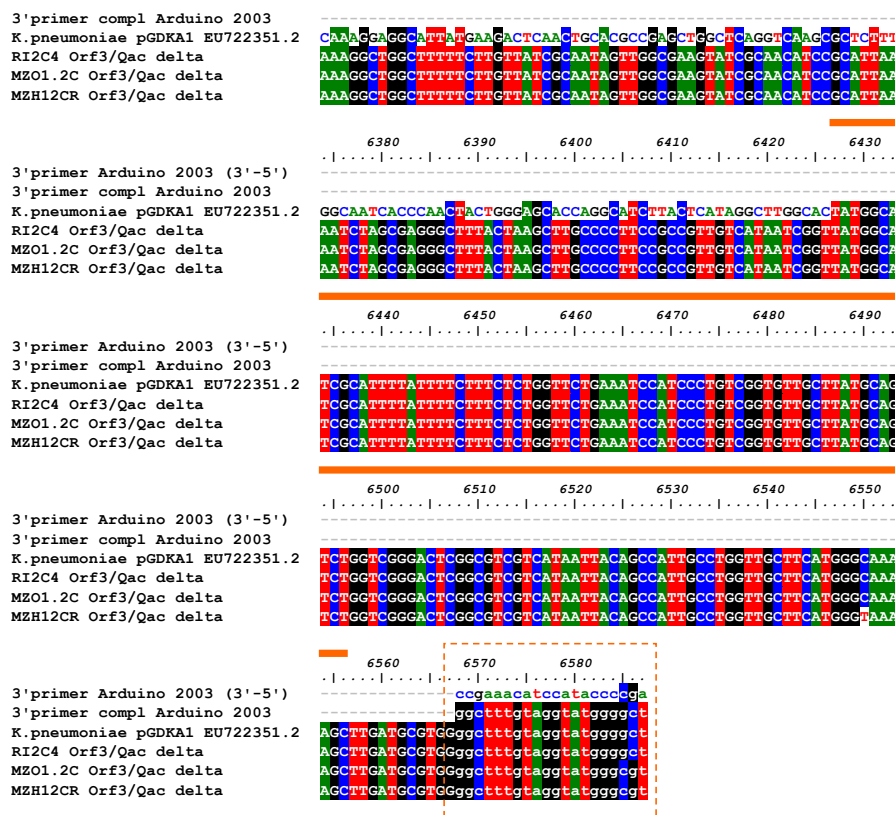 3'primer compl Arduino 2003
K.pneumoniae pGDKA1 EU722351.2 CAAAGGAGGCATTATGAAGACTCAACTGCACGCCGAGCTGGCTCAGGTCAAGCGCTCTTT
RI2C4 Orf3/Qac delta AAAGGCTGGCTTTTTCTTGTTATCGCAATAGTTGGCGAAGTATCGCAACATCCGCATTAA
MZO1.2C Orf3/Qac delta AAAGGCTGGCTTTTTCTTGTTATCGCAATAGTTGGCGAAGTATCGCAACATCCGCATTAA
MZH12CR Orf3/Qac delta AAAGGCTGGCTTTTTCTTGTTATCGCAATAGTTGGCGAAGTATCGCAACATCCGCATTAA
6380 6390 6400 6410 6420 6430
3'primer Arduino 2003 (3'-5')
3'primer compl Arduino 2003
K.pneumoniae pGDKA1 EU722351.2 GGCAATCACCCAACTACTGGGAGCACCAGGCATCTTACTCATAGGCTTGGCACTATGGCA
RI2C4 Orf3/Qac delta AATCTAGCGAGGGCTTTACTAAGCTTGCCCCTTCCGCCGTTGTCATAATCGGTTATGGCA
MZO1.2C Orf3/Qac delta AATCTAGCGAGGGCTTTACTAAGCTTGCCCCTTCCGCCGTTGTCATAATCGGTTATGGCA
MZH12CR Orf3/Qac delta AATCTAGCGAGGGCTTTACTAAGCTTGCCCCTTCCGCCGTTGTCATAATCGGTTATGGCA
6440 6450 6460 6470 6480 6490
3'primer Arduino 2003 (3'-5')
3'primer compl Arduino 2003
K.pneumoniae pGDKA1 EU722351.2 TCGCATTTTATTTTCTTTCTCTGGTTCTGAAATCCATCCCTGTCGGTGTTGCTTATGCAG
RI2C4 Orf3/Qac delta TCGCATTTTATTTTCTTTCTCTGGTTCTGAAATCCATCCCTGTCGGTGTTGCTTATGCAG
MZO1.2C Orf3/Qac delta TCGCATTTTATTTTCTTTCTCTGGTTCTGAAATCCATCCCTGTCGGTGTTGCTTATGCAG
MZH12CR Orf3/Qac delta TCGCATTTTATTTTCTTTCTCTGGTTCTGAAATCCATCCCTGTCGGTGTTGCTTATGCAG
6500 6510 6520 6530 6540 6550
3'primer Arduino 2003 (3'-5')
3'primer compl Arduino 2003
K.pneumoniae pGDKA1 EU722351.2 TCTGGTCGGGACTCGGCGTCGTCATAATTACAGCCATTGCCTGGTTGCTTCATGGGCAAA
RI2C4 Orf3/Qac delta TCTGGTCGGGACTCGGCGTCGTCATAATTACAGCCATTGCCTGGTTGCTTCATGGGCAAA
MZO1.2C Orf3/Qac delta TCTGGTCGGGACTCGGCGTCGTCATAATTACAGCCATTGCCTGGTTGCTTCATGGGCAAA
MZH12CR Orf3/Qac delta TCTGGTCGGGACTCGGCGTCGTCATAATTACAGCCATTGCCTGGTTGCTTCATGGGTAAA
6560 6570 6580
3'primer Arduino 2003 (3'-5') ccgaaacatccataccccga
3'primer compl Arduino 2003 ggctttgtaggtatggggct
K.pneumoniae pGDKA1 EU722351.2 AGCTTGATGCGTGGggctttgtaggtatggggct
RI2C4 Orf3/Qac delta AGCTTGATGCGTGGggctttgtaggtatggggct
MZO1.2C Orf3/Qac delta AGCTTGATGCGTGGggctttgtaggtatgggcgt
MZH12CR Orf3/Qac delta AGCTTGATGCGTGGggctttgtaggtatgggcgt